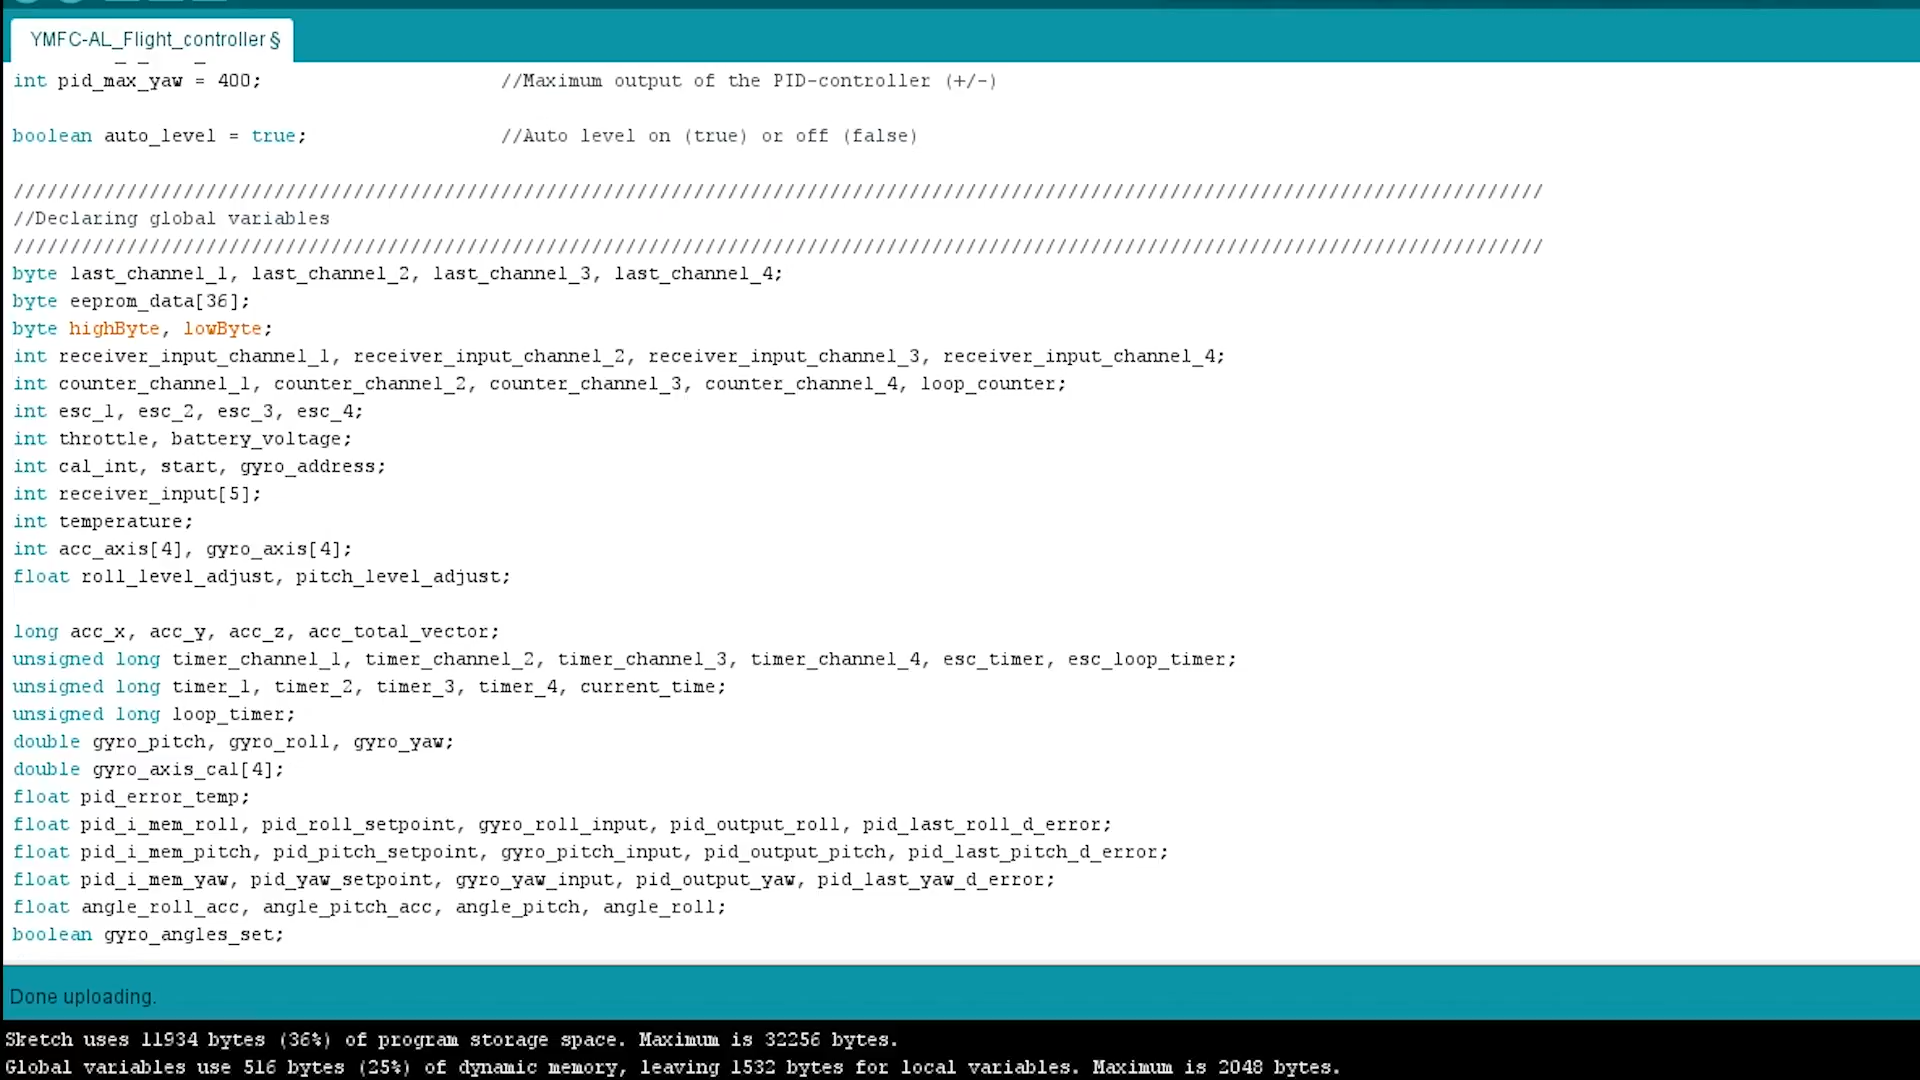 YMFC-AL_Flight_controller §
int pid_max_yaw = 400; //Maximum output of the PID-controller (+/-)
boolean auto_level = true; //Auto level on (true) or off (false)
////////////////////////////////////////////////////////////////////////////////////////////////////////////////////////////////////////
//Declaring global variables
////////////////////////////////////////////////////////////////////////////////////////////////////////////////////////////////////////
byte last_channel_1, last_channel_2, last_channel_3, last_channel_4;
byte eeprom_data[36];
byte highByte, lowByte;
int receiver_input_channel_1, receiver_input_channel_2, receiver_input_channel_3, receiver_input_channel_4;
int counter_channel_1, counter_channel_2, counter_channel_3, counter_channel_4, loop_counter;
int esc_1, esc_2, esc_3, esc_4;
int throttle, battery_voltage;
int cal_int, start, gyro_address;
int receiver_input[5];
int temperature;
int acc_axis[4], gyro_axis[4];
float roll_level_adjust, pitch_level_adjust;
long acc_x, acc_y, acc_z, acc_total_vector;
unsigned long timer_channel_1, timer_channel_2, timer_channel_3, timer_channel_4, esc_timer, esc_loop_timer;
unsigned long timer_1, timer_2, timer_3, timer_4, current_time;
unsigned long loop_timer;
double gyro_pitch, gyro_roll, gyro_yaw;
double gyro_axis_cal[4];
float pid_error_temp;
float pid_i_mem_roll, pid_roll_setpoint, gyro_roll_input, pid_output_roll, pid_last_roll_d_error;
float pid_i_mem_pitch, pid_pitch_setpoint, gyro_pitch_input, pid_output_pitch, pid_last_pitch_d_error;
float pid_i_mem_yaw, pid_yaw_setpoint, gyro_yaw_input, pid_output_yaw, pid_last_yaw_d_error;
float angle_roll_acc, angle_pitch_acc, angle_pitch, angle_roll;
boolean gyro_angles_set;
Done uploading.
Sketch uses 11934 bytes (36%) of program storage space. Maximum is 32256 bytes.
Global variables use 516 bytes (25%) of dynamic memory, leaving 1532 bytes for local variables. Maximum is 2048 bytes.